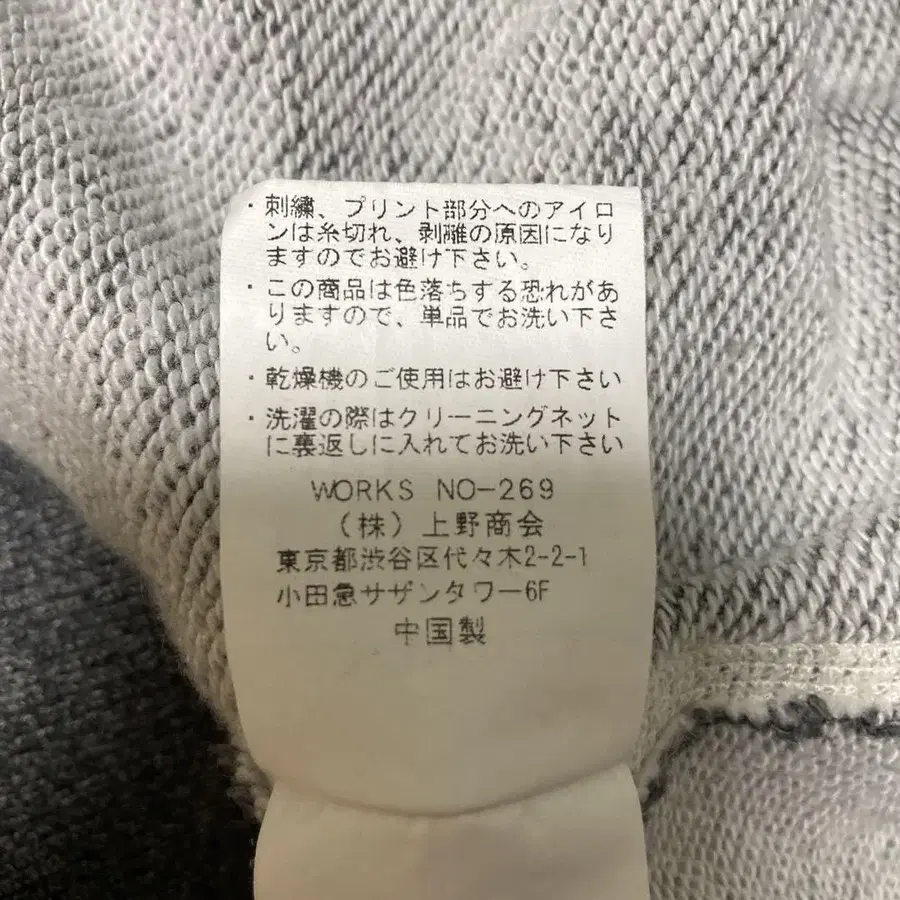 ・刺繍、プリント部分へのアイロ
ンは糸切れ、剥離の原因になり
ますのでお避け下さい。
・この商品は色落ちする恐れがあ
りますので、単品でお洗い下さ
い。
・乾燥機のご使用はお避け下さい
・洗濯の際はクリーニングネット
に裏返しに入れてお洗い下さい
WORKS NO-269
(株)上野商会
東京都渋谷区代々木2-2-1
小田急サザンタワー6F
中国製